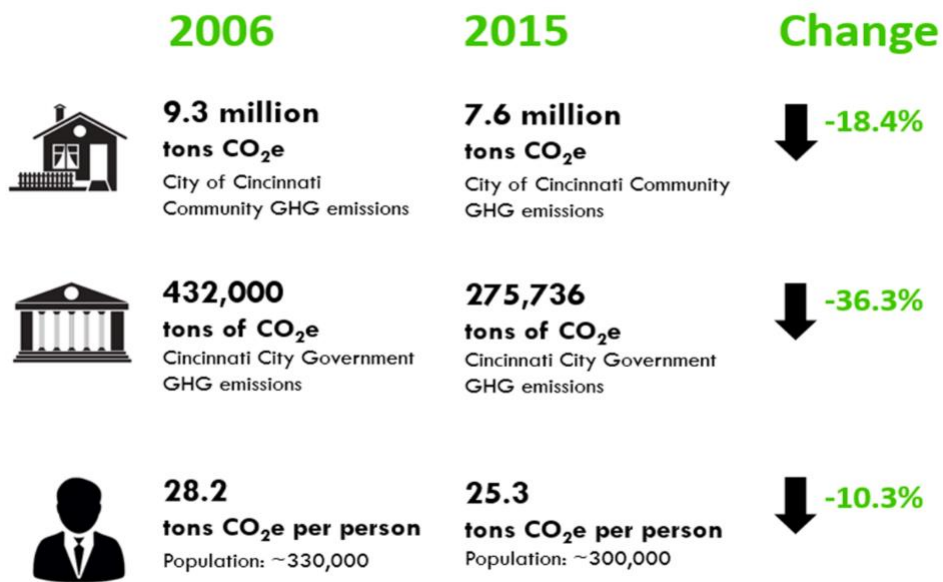 2006
2015
Change
9.3 million
tons CO₂e
City of Cincinnati
Community GHG emissions
7.6 million
tons CO₂e
City of Cincinnati Community
GHG emissions
-18.4%
432,000
tons of CO₂e
Cincinnati City Government
GHG emissions
275,736
tons of CO₂e
Cincinnati City Government
GHG emissions
-36.3%
28.2
tons CO₂e per person
Population: ~330,000
25.3
tons CO₂e per person
Population: ~300,000
-10.3%